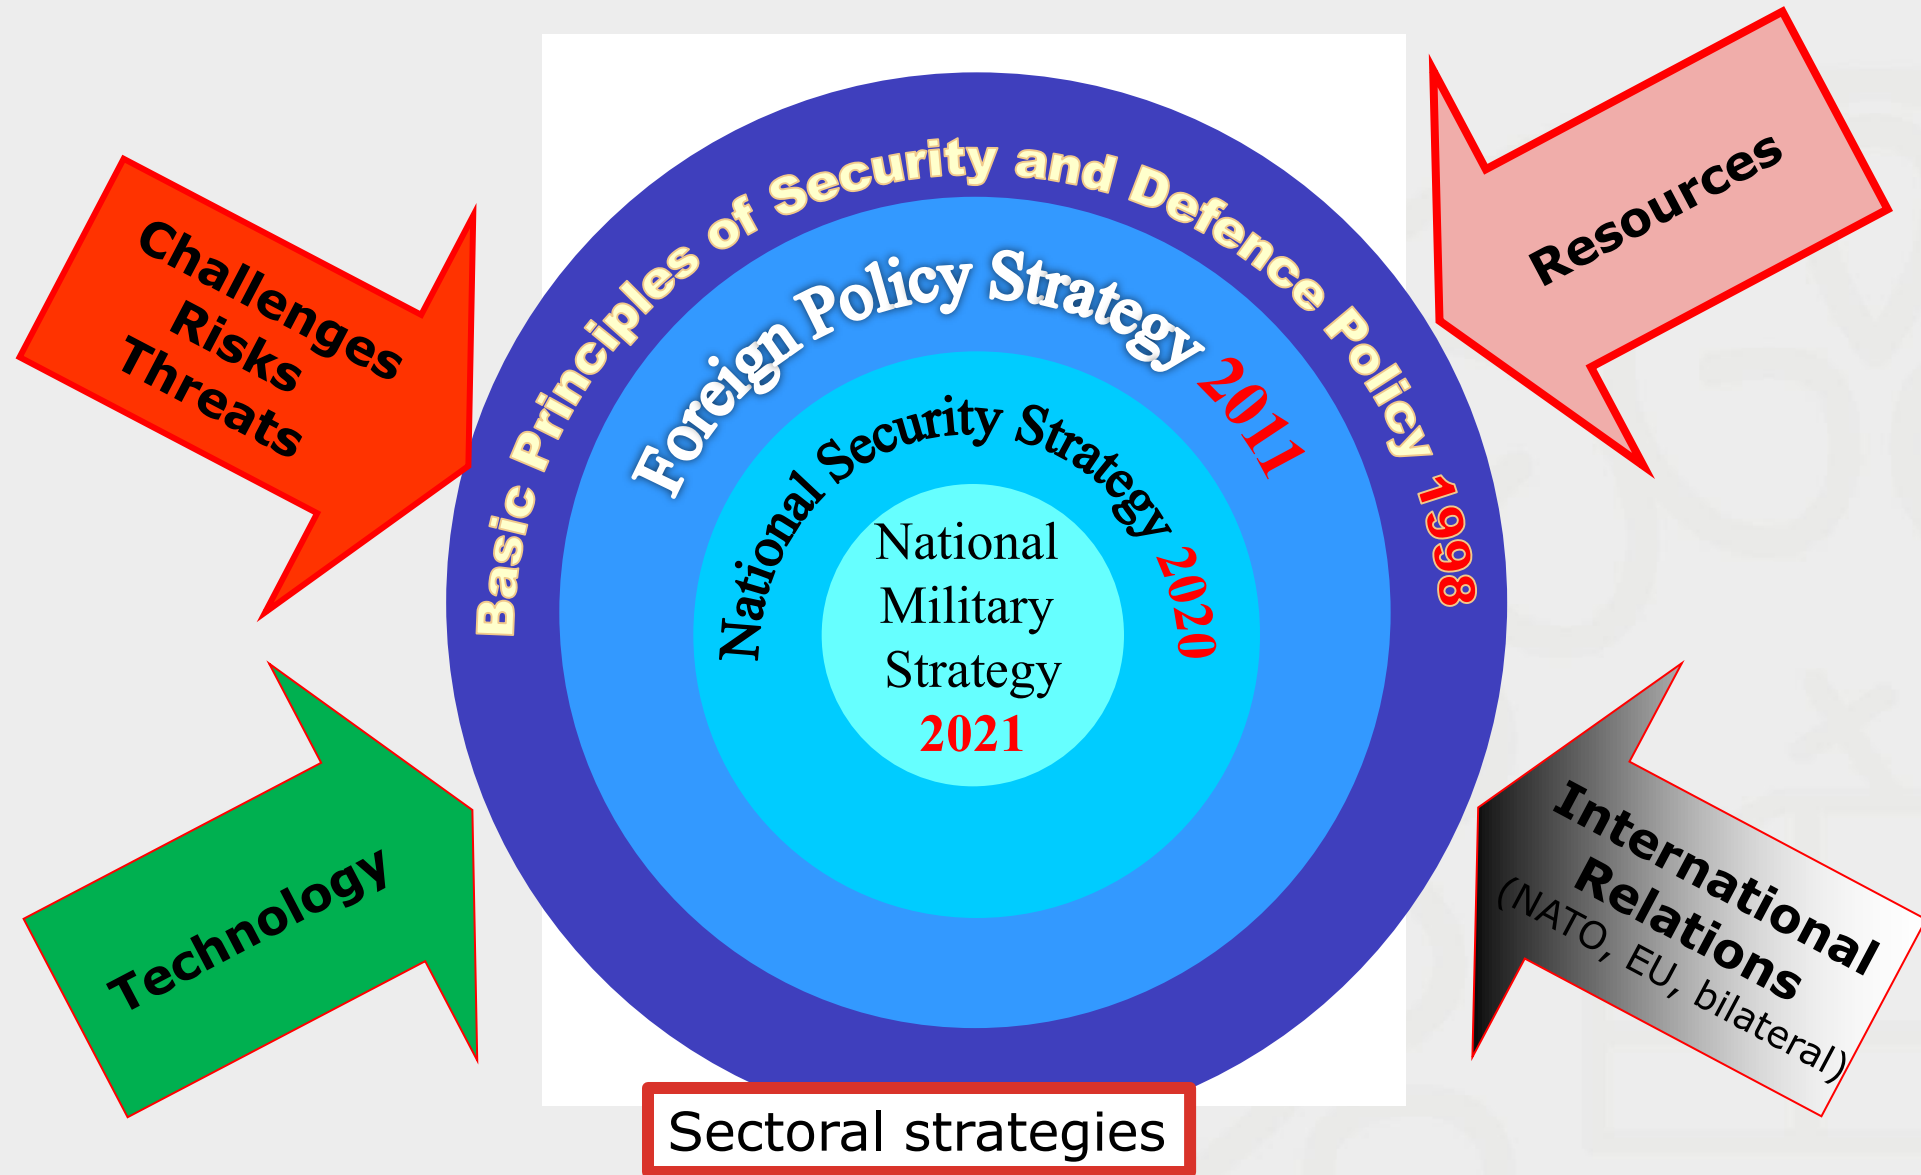 Challenges
Risks
Threats
Resources
Basic Principles of Security and Defence Policy 1998
Foreign Policy Strategy 2011
National Security Strategy 2020
National
Military
Strategy
2021
Technology
International
Relations
(NATO, EU, bilateral)
Sectoral strategies